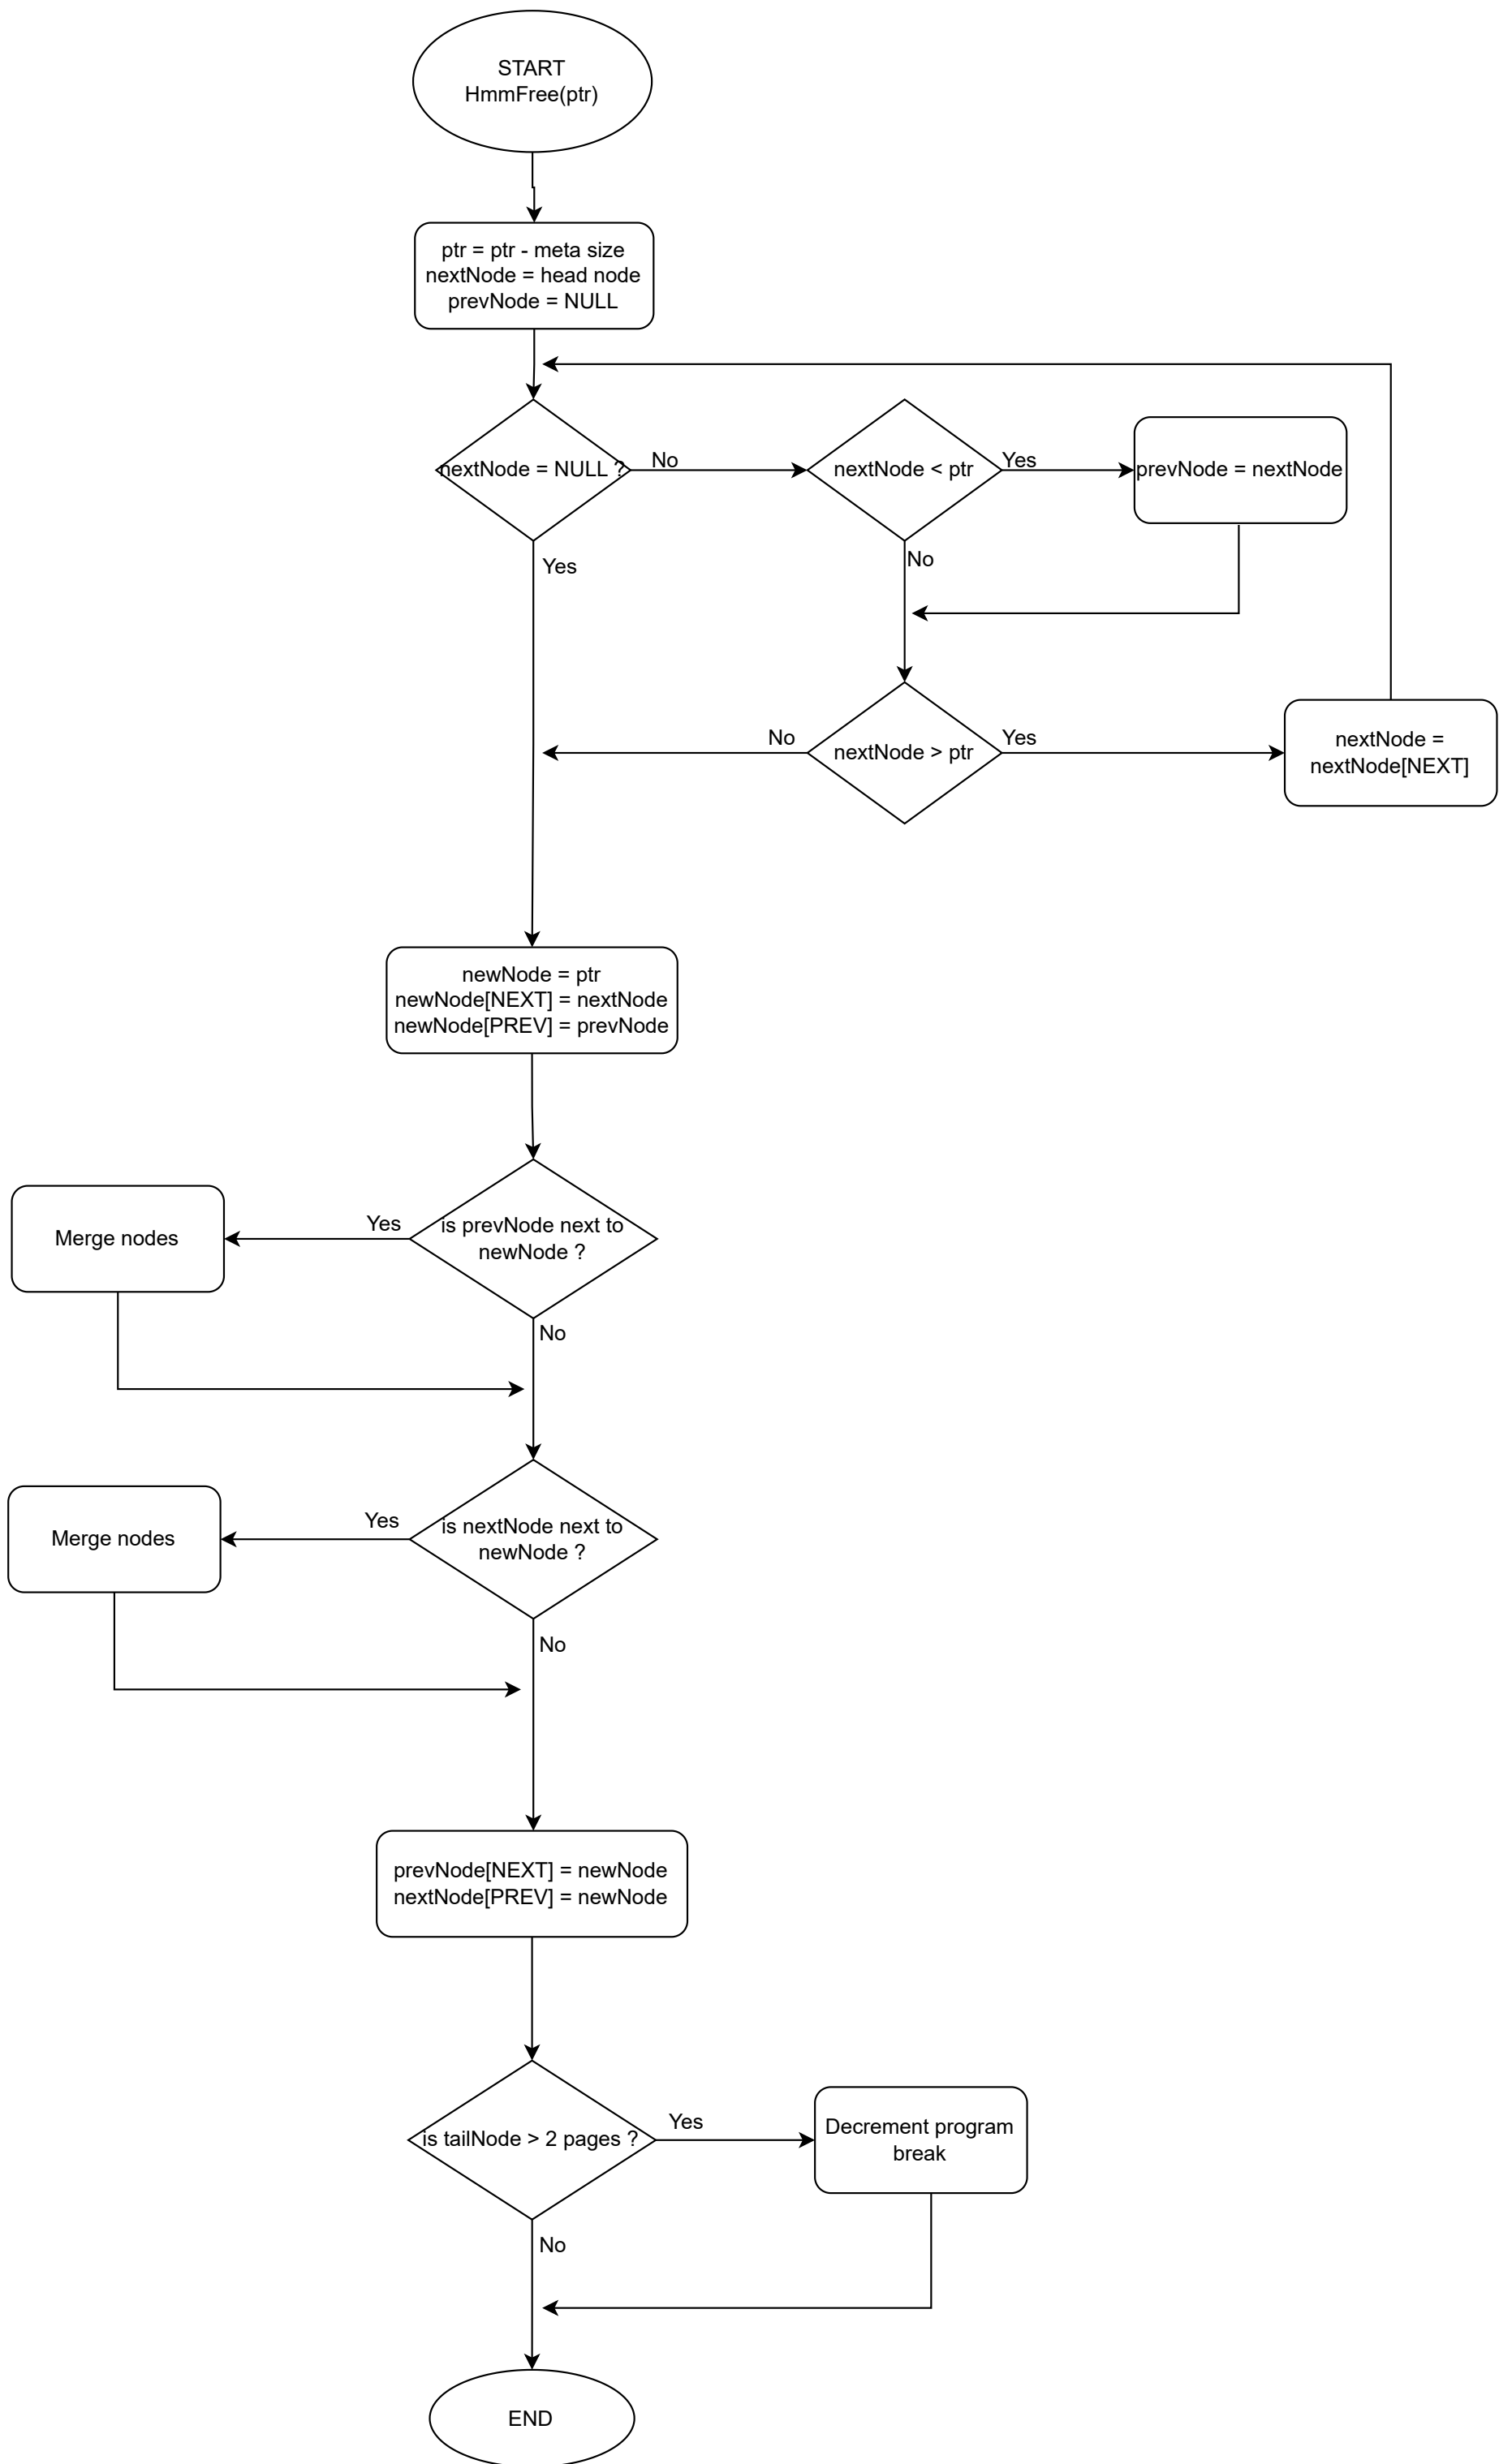 START
HmmFree(ptr)
ptr = ptr - meta size
nextNode = head node
prevNode = NULL
nextNode = NULL ?
No
nextNode < ptr
Yes
prevNode = nextNode
Yes
No
No
nextNode > ptr
Yes
nextNode =
nextNode[NEXT]
newNode = ptr
newNode[NEXT] = nextNode
newNode[PREV] = prevNode
Merge nodes
Yes
is prevNode next to
newNode ?
No
Merge nodes
Yes
is nextNode next to
newNode ?
No
prevNode[NEXT] = newNode
nextNode[PREV] = newNode
is tailNode > 2 pages ?
Yes
Decrement program
break
No
END